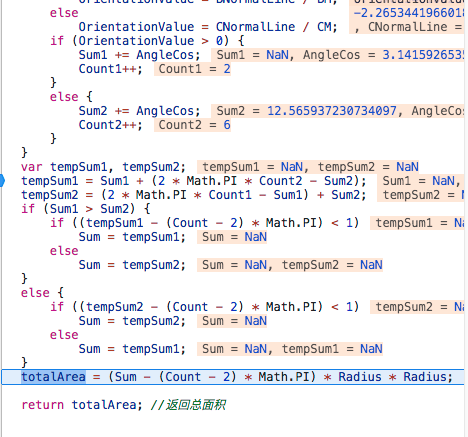 OrientationValue = BNormalLine / BM;
-2.2653441966018
else
OrientationValue = CNormalLine / CM; , CNormalLine =
if (OrientationValue > 0) {
Sum1 += AngleCos; Sum1 = NaN, AngleCos = 3.141592653
Count1++; Count1 = 2
}
else {
Sum2 += AngleCos; Sum2 = 12.565937230734097, AngleCos
Count2++; Count2 = 6
}
}
var tempSum1, tempSum2; tempSum1 = NaN, tempSum2 = NaN
tempSum1 = Sum1 + (2 * Math.PI * Count2 - Sum2); Sum1 = NaN,
tempSum2 = (2 * Math.PI * Count1 - Sum1) + Sum2; tempSum2 = N
if (Sum1 > Sum2) {
if ((tempSum1 - (Count - 2) * Math.PI) < 1) tempSum1 = Na
Sum = tempSum1; Sum = NaN
else
Sum = tempSum2; Sum = NaN, tempSum2 = NaN
}
else {
if ((tempSum2 - (Count - 2) * Math.PI) < 1) tempSum2 = Na
Sum = tempSum2; Sum = NaN
else
Sum = tempSum1; Sum = NaN, tempSum1 = NaN
}
totalArea = (Sum - (Count - 2) * Math.PI) * Radius * Radius;
return totalArea; //返回总面积